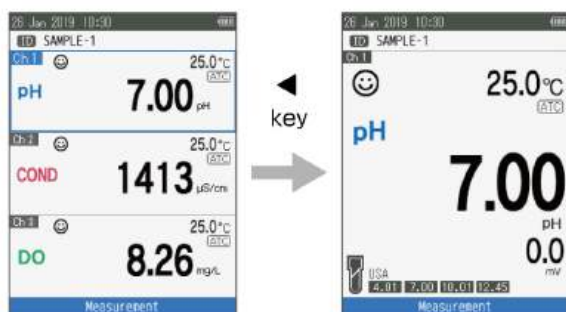 26 Jan 2019 10:30
ID SAMPLE-1
Ch 1
25.0°C
ATC
pH
7.00 pH
Ch 2
25.0°C
ATC
COND
1413 µS/cm
Ch 3
25.0°C
ATC
DO
8.26 mg/L
Measurement
◀
key
26 Jan 2019 10:30
ID SAMPLE-1
Ch 1
25.0°C
ATC
pH
7.00
pH
0.0
mV
USA
4.01 7.00 10.01 12.45
Measurement